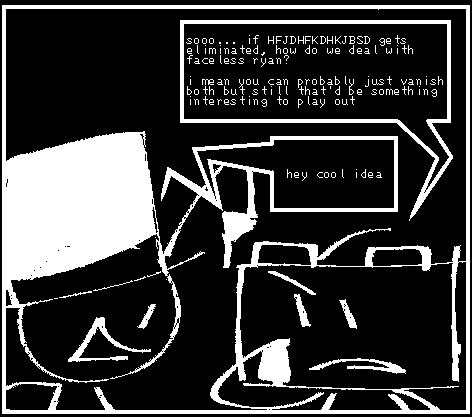 sooo... if HFJDHFKDHKJBSD gets
eliminated, how do we deal with
faceless ryan?
i mean you can probably just vanish
both but still that'd be something
interesting to play out
hey cool idea